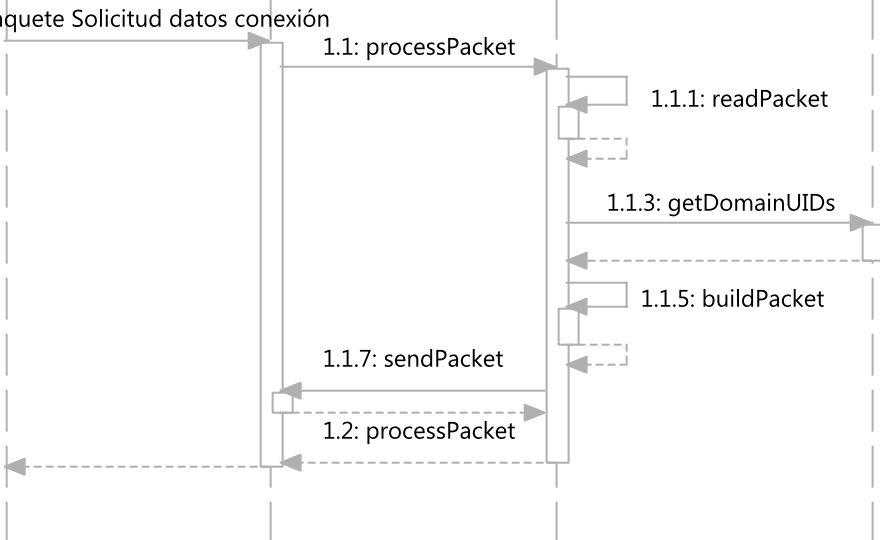 Solicitud datos conexión
1.1: processPacket
1.1.1: readPacket
1.1.3: getDomainUIDs
1.1.5: buildPacket
1.1.7: sendPacket
1.2: processPacket